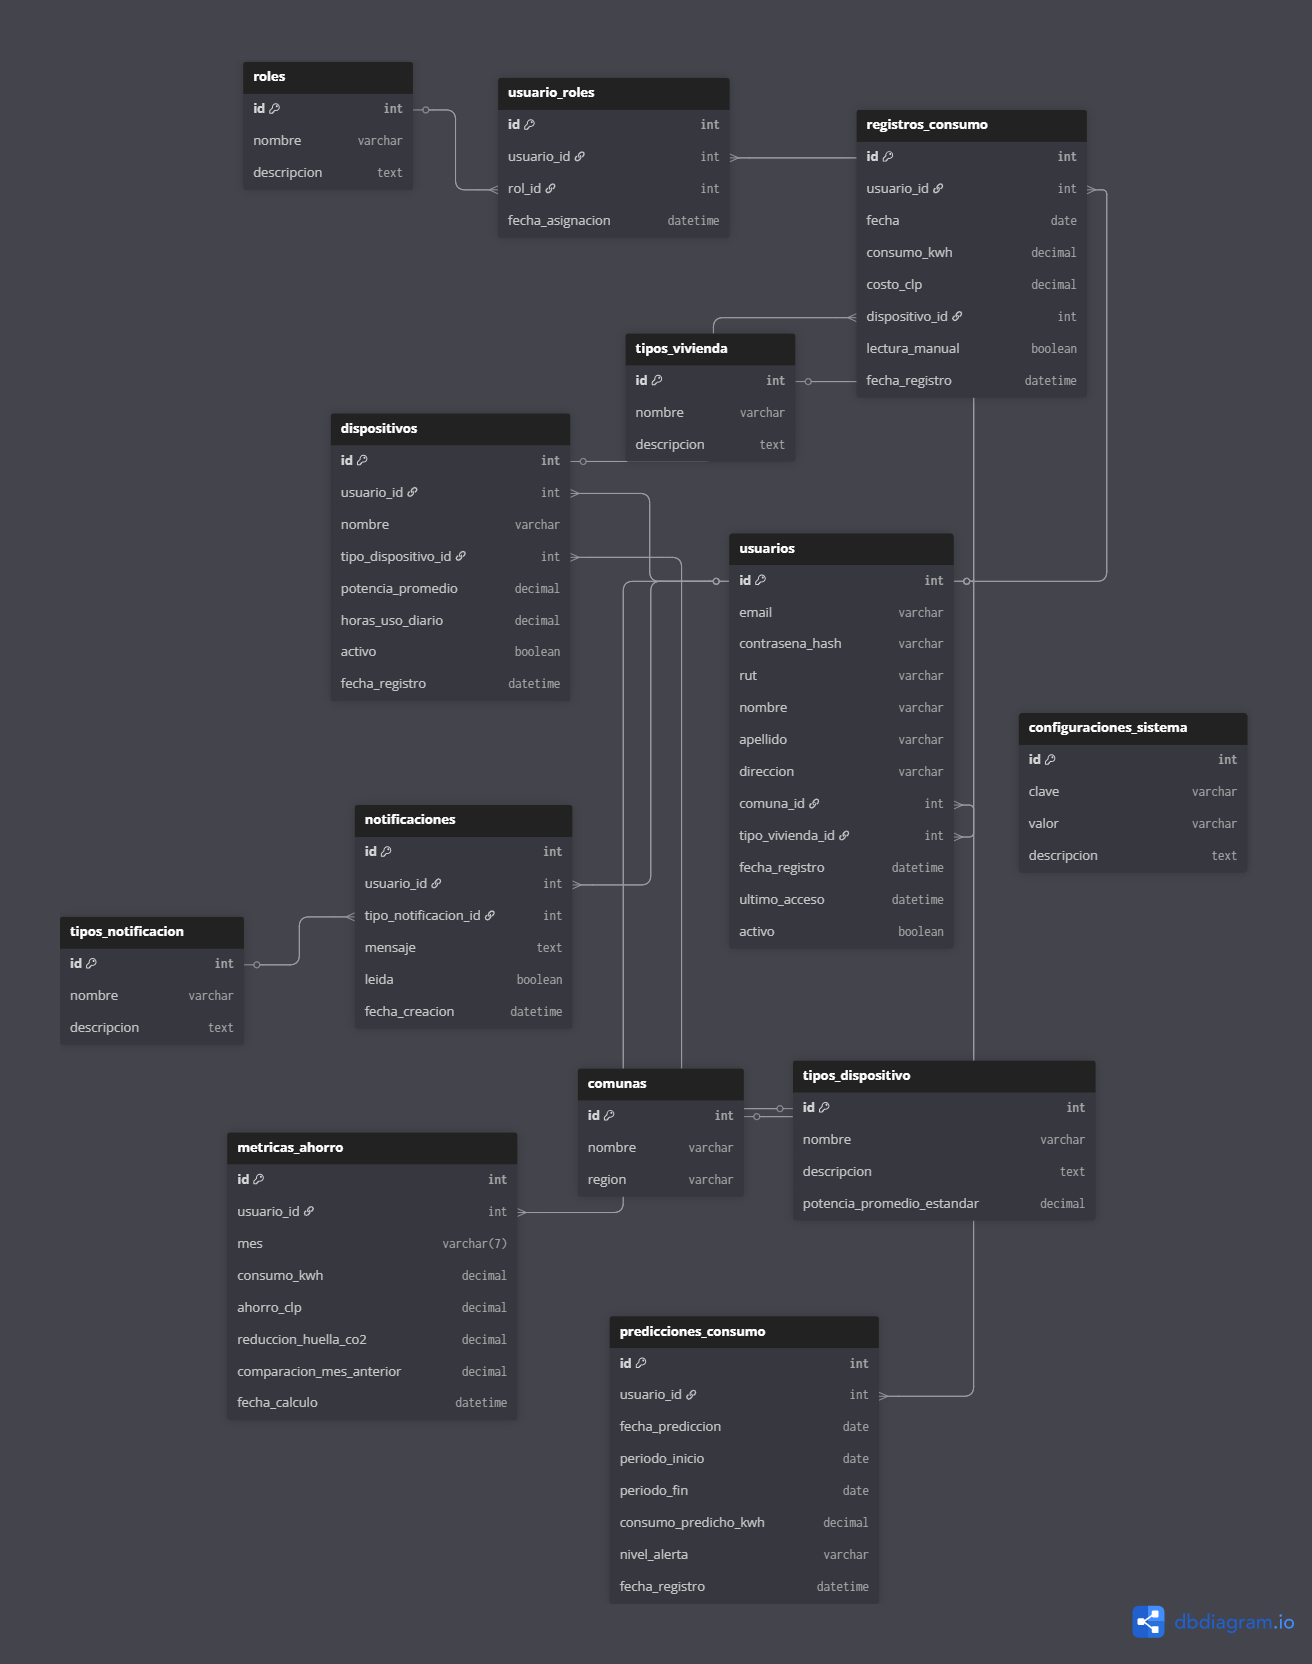 roles
id int
nombre varchar
descripcion text
usuario_roles
id int
usuario_id int
rol_id int
fecha_asignacion datetime
registros_consumo
id int
usuario_id int
fecha date
consumo_kwh decimal
costo_clp decimal
dispositivo_id int
lectura_manual boolean
fecha_registro datetime
tipos_vivienda
id int
nombre varchar
descripcion text
dispositivos
id int
usuario_id int
nombre varchar
tipo_dispositivo_id int
potencia_promedio decimal
horas_uso_diario decimal
activo boolean
fecha_registro datetime
usuarios
id int
email varchar
contrasena_hash varchar
rut varchar
nombre varchar
apellido varchar
direccion varchar
comuna_id int
tipo_vivienda_id int
fecha_registro datetime
ultimo_acceso datetime
activo boolean
configuraciones_sistema
id int
clave varchar
valor varchar
descripcion text
notificaciones
id int
usuario_id int
tipo_notificacion_id int
mensaje text
leida boolean
fecha_creacion datetime
tipos_notificacion
id int
nombre varchar
descripcion text
comunas
id int
nombre varchar
region varchar
tipos_dispositivo
id int
nombre varchar
descripcion text
potencia_promedio_estandar decimal
metricas_ahorro
id int
usuario_id int
mes varchar(7)
consumo_kwh decimal
ahorro_clp decimal
reduccion_huella_co2 decimal
comparacion_mes_anterior decimal
fecha_calculo datetime
predicciones_consumo
id int
usuario_id int
fecha_prediccion date
periodo_inicio date
periodo_fin date
consumo_predicho_kwh decimal
nivel_alerta varchar
fecha_registro datetime
dbdiagram.io